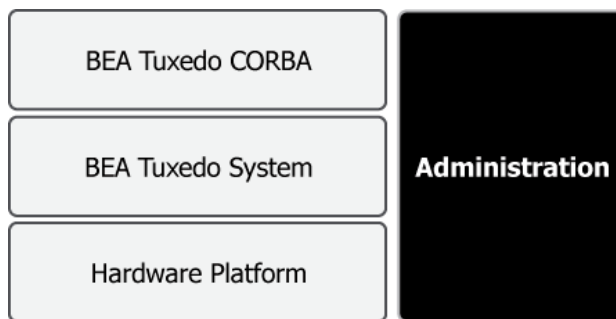 BEA Tuxedo CORBA
BEA Tuxedo System
Administration
Hardware Platform